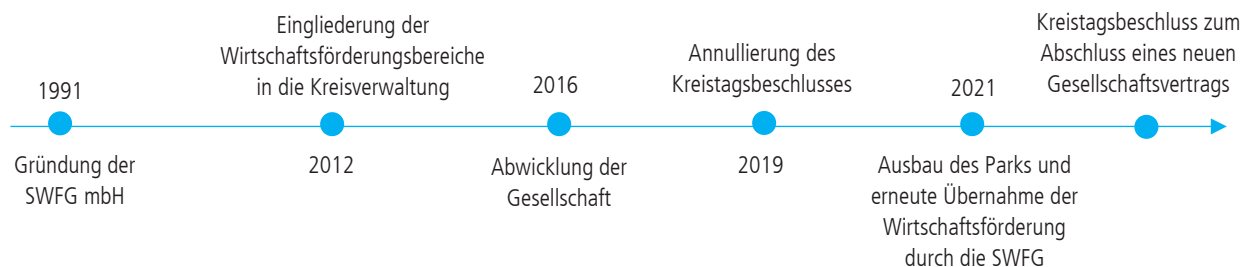 1991
Gründung der
SWFG mbH
Eingliederung der
Wirtschaftsförderungsbereiche
in die Kreisverwaltung
2012
2016
Abwicklung der
Gesellschaft
Annullierung des
Kreistagsbeschlusses
2019
2021
Ausbau des Parks und
erneute Übernahme der
Wirtschaftsförderung
durch die SWFG
Kreistagsbeschluss zum
Abschluss eines neuen
Gesellschaftsvertrags